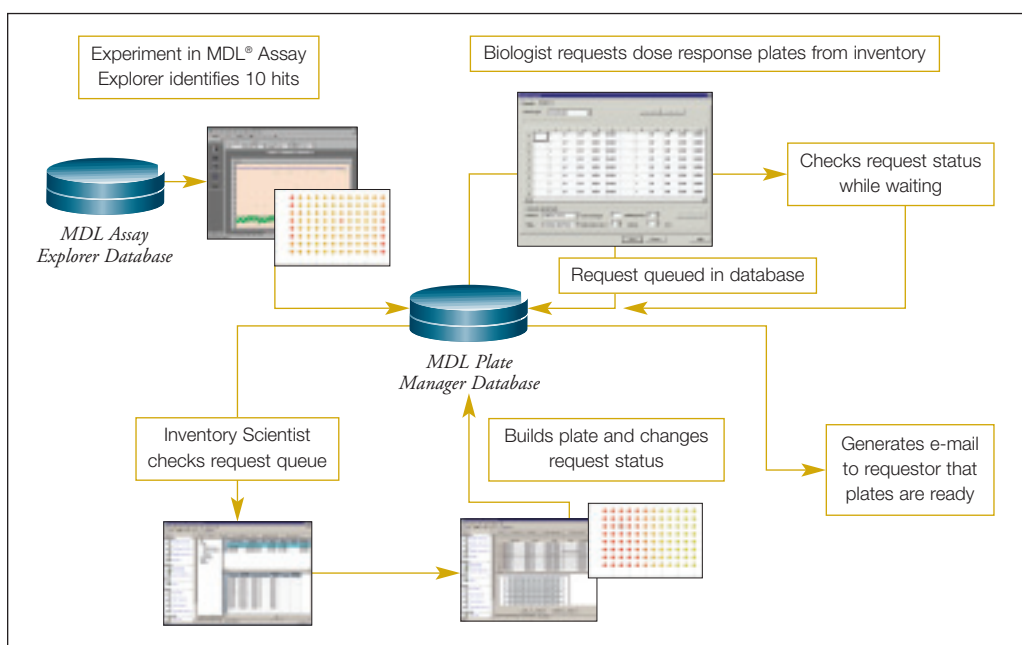 Experiment in MDL® Assay
Explorer identifies 10 hits
Biologist requests dose response plates from inventory
Checks request status
while waiting
MDL Assay
Explorer Database
Request queued in database
MDL Plate
Manager Database
Inventory Scientist
checks request queue
Builds plate and changes
request status
Generates e-mail
to requestor that
plates are ready